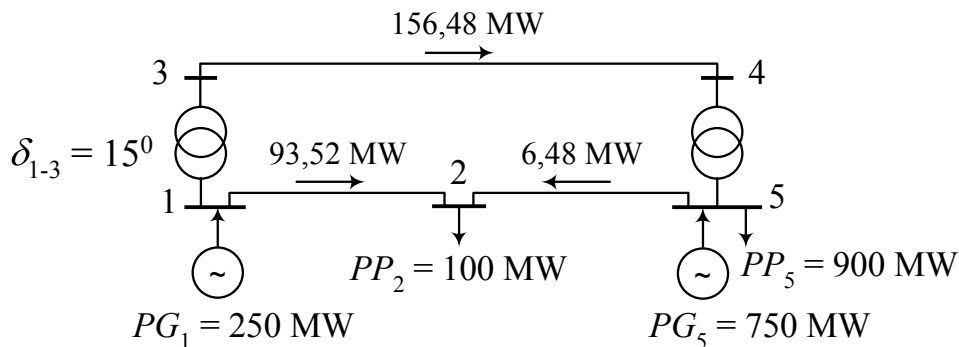 156,48 MW
3
4
δ1-3 = 15⁰
93,52 MW
6,48 MW
2
1
5
~
~
PP2 = 100 MW
PP5 = 900 MW
PG1 = 250 MW
PG5 = 750 MW